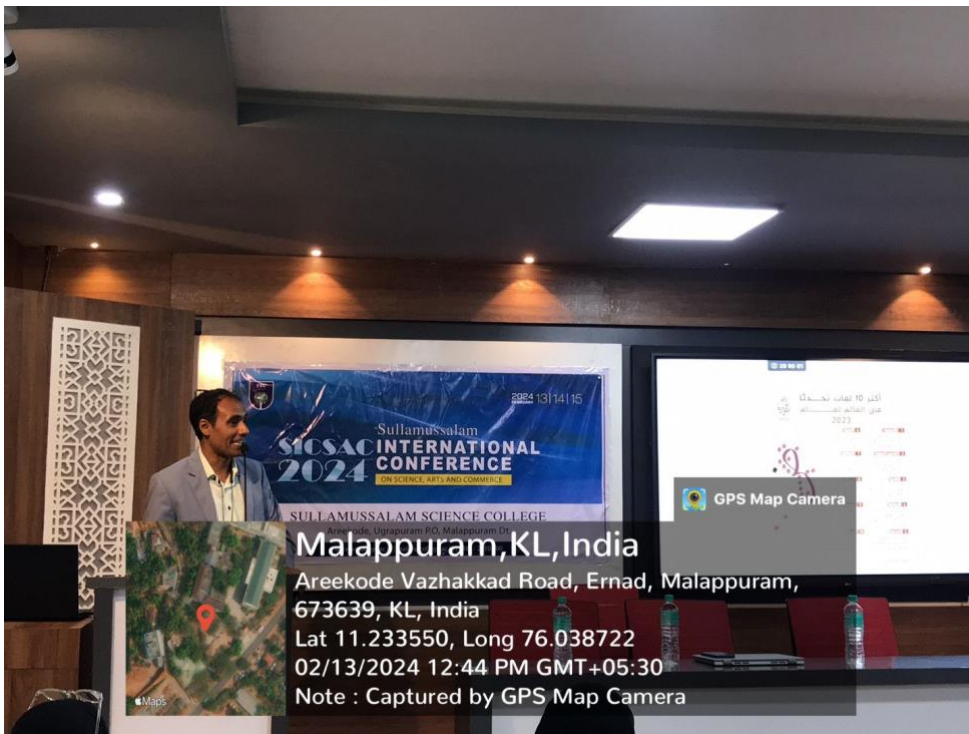 2024 13|14|15
FEBRUARY
Sullamussalam
SICSAC INTERNATIONAL
2024 CONFERENCE
ON SCIENCE, ARTS AND COMMERCE
SULLAMUSSALAM SCIENCE COLLEGE
Areekode, Ugrapuram P.O, Malappuram Dt
أكثر 10 لغات تحدثًا
في العالم لعام
2023
GPS Map Camera
Malappuram,KL,India
Areekode Vazhakkad Road, Ernad, Malappuram,
673639, KL, India
Lat 11.233550, Long 76.038722
02/13/2024 12:44 PM GMT+05:30
Note : Captured by GPS Map Camera
Maps